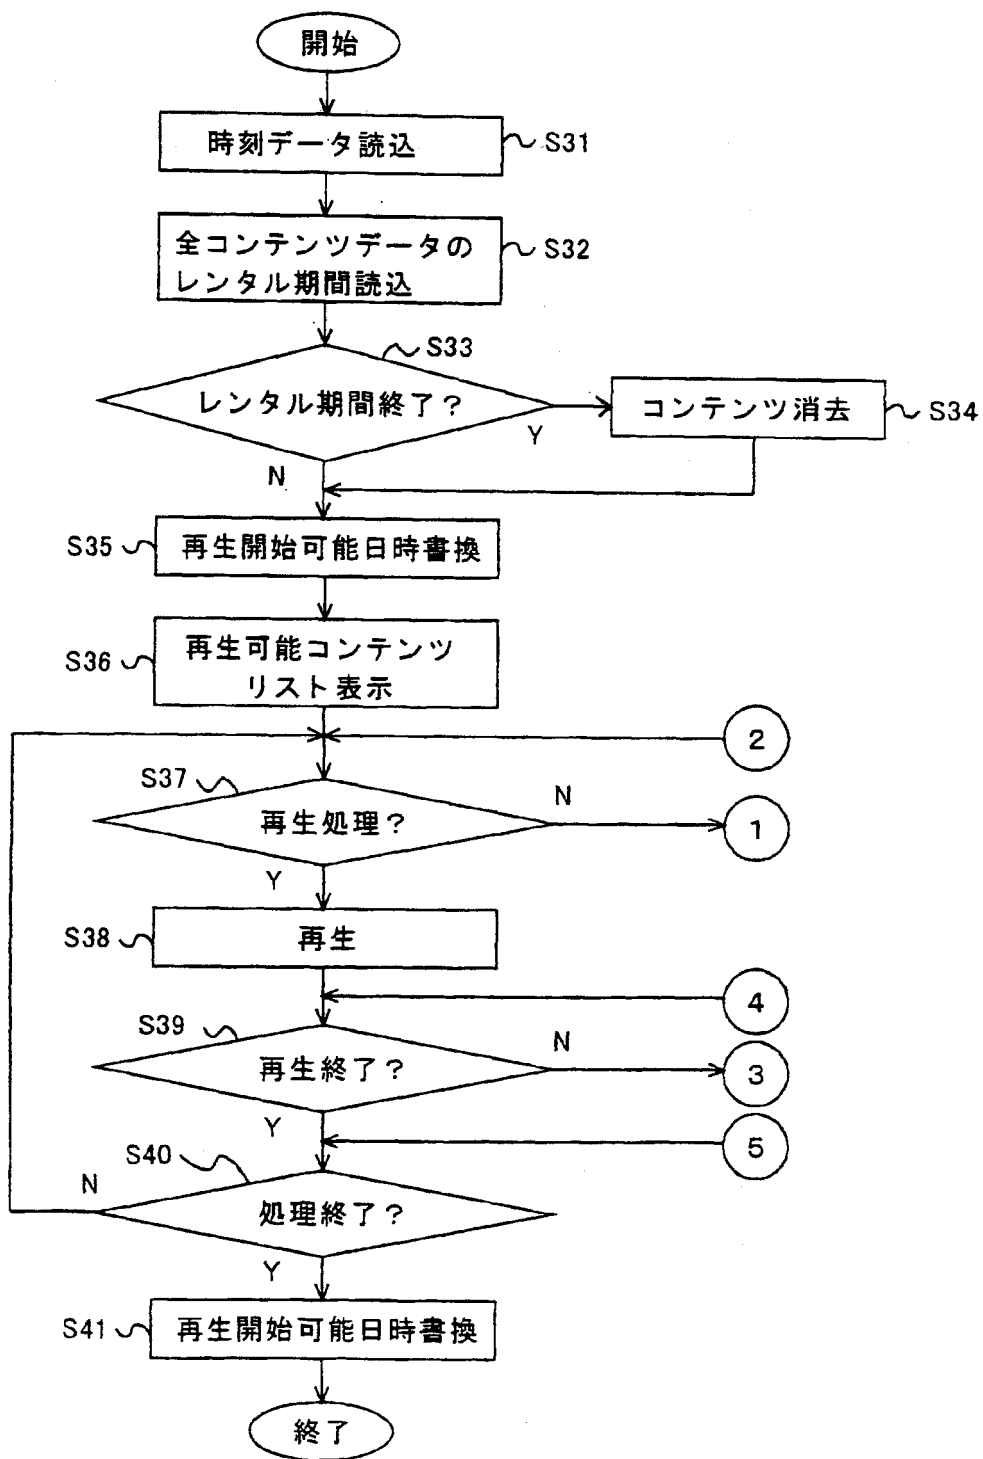 開始
時刻データ読込
S31
全コンテンツデータの
レンタル期間読込
S32
S33
レンタル期間終了?
Y
コンテンツ消去
S34
N
S35
再生開始可能日時書換
S36
再生可能コンテンツ
リスト表示
2
S37
再生処理?
N
1
Y
S38
再生
4
S39
再生終了?
N
3
Y
5
S40
N
処理終了?
Y
S41
再生開始可能日時書換
終了